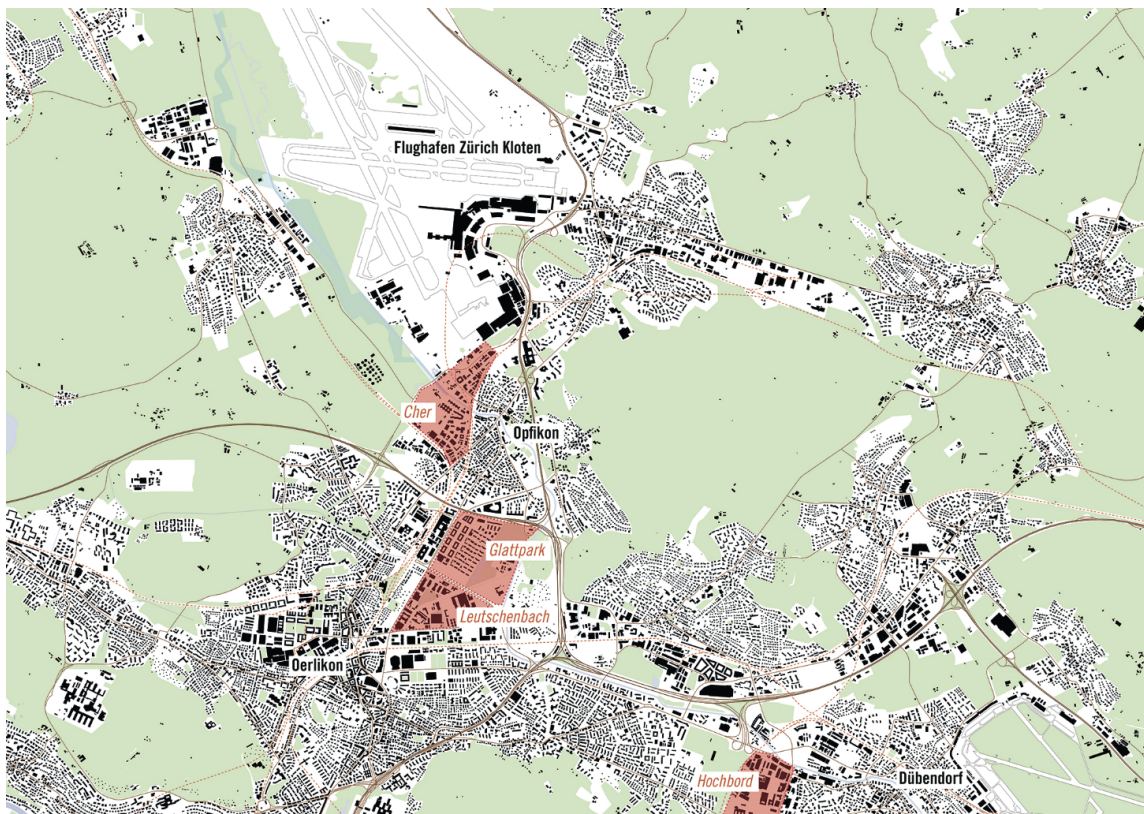 Flughafen Zürich Kloten
Cher
Opfikon
Glattpark
Leutschenbach
Oerlikon
Hochbord
Dübendorf